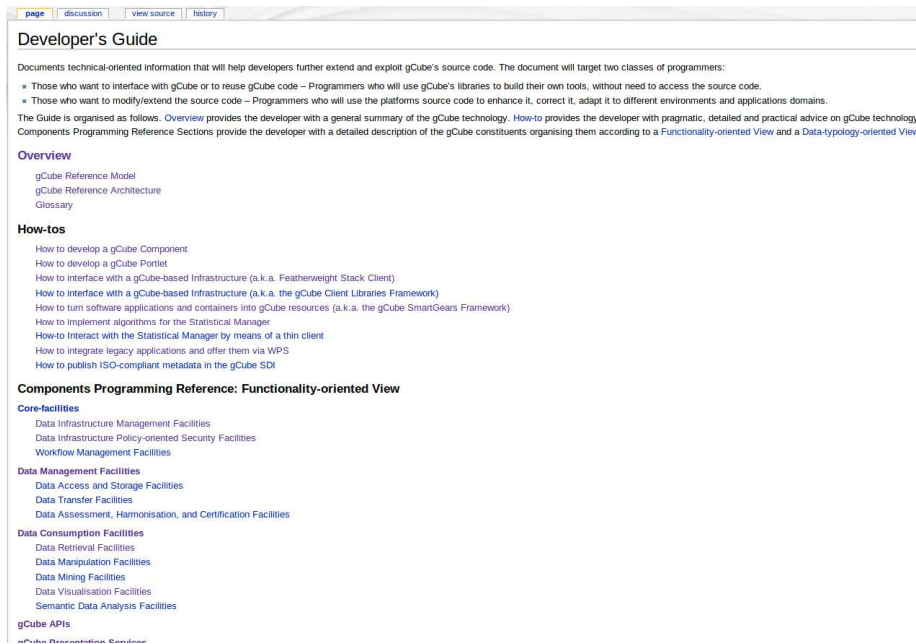 page discussion view source history
Developer's Guide
Documents technical-oriented information that will help developers further extend and exploit gCube's source code. The document will target two classes of programmers:
Those who want to interface with gCube or to reuse gCube code – Programmers who will use gCube's libraries to build their own tools, without need to access the source code.
Those who want to modify/extend the source code – Programmers who will use the platforms source code to enhance it, correct it, adapt it to different environments and applications domains.
The Guide is organised as follows. Overview provides the developer with a general summary of the gCube technology. How-to provides the developer with pragmatic, detailed and practical advice on gCube technology
Components Programming Reference Sections provide the developer with a detailed description of the gCube constituents organising them according to a Functionality-oriented View and a Data-typology-oriented View
Overview
gCube Reference Model
gCube Reference Architecture
Glossary
How-tos
How to develop a gCube Component
How to develop a gCube Portlet
How to interface with a gCube-based Infrastructure (a.k.a. Featherweight Stack Client)
How to interface with a gCube-based Infrastructure (a.k.a. the gCube Client Libraries Framework)
How to turn software applications and containers into gCube resources (a.k.a. the gCube SmartGears Framework)
How to implement algorithms for the Statistical Manager
How-to Interact with the Statistical Manager by means of a thin client
How to integrate legacy applications and offer them via WPS
How to publish ISO-compliant metadata in the gCube SDI
Components Programming Reference: Functionality-oriented View
Core-facilities
Data Infrastructure Management Facilities
Data Infrastructure Policy-oriented Security Facilities
Workflow Management Facilities
Data Management Facilities
Data Access and Storage Facilities
Data Transfer Facilities
Data Assessment, Harmonisation, and Certification Facilities
Data Consumption Facilities
Data Retrieval Facilities
Data Manipulation Facilities
Data Mining Facilities
Data Visualisation Facilities
Semantic Data Analysis Facilities
gCube APIs
gCube Presentation Services